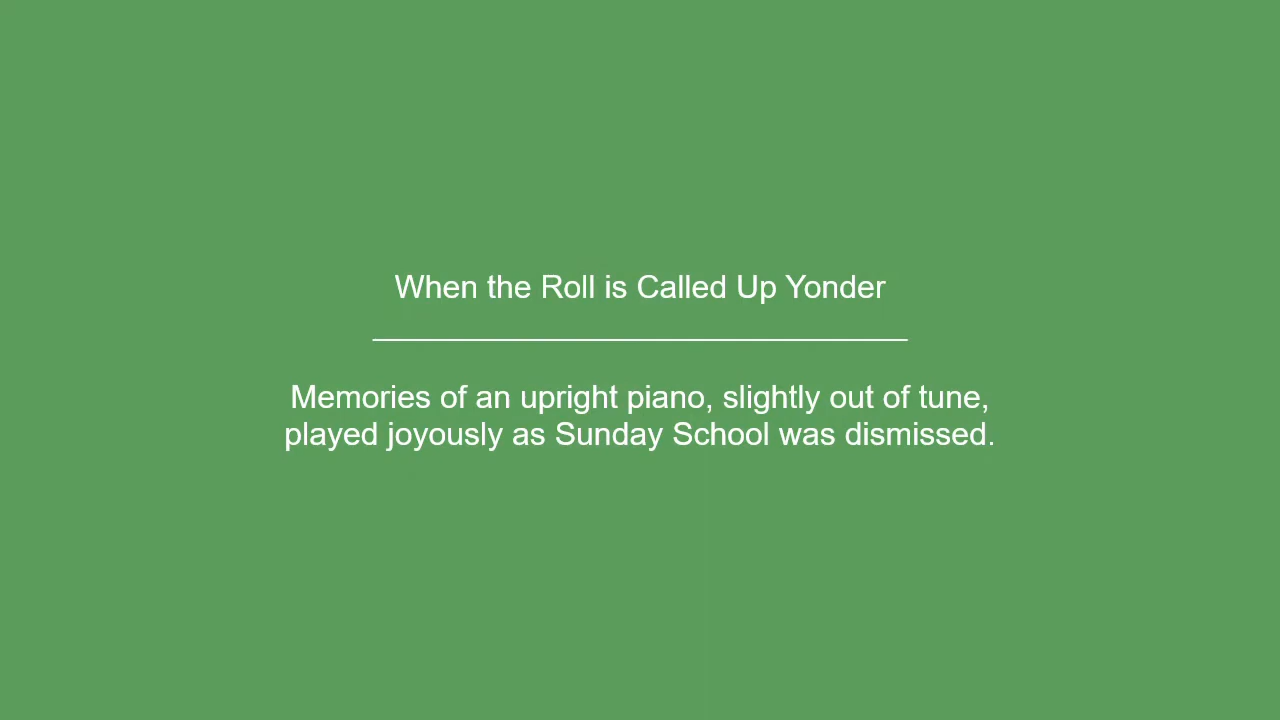 When the Roll is Called Up Yonder
Memories of an upright piano, slightly out of tune,
played joyously as Sunday School was dismissed.